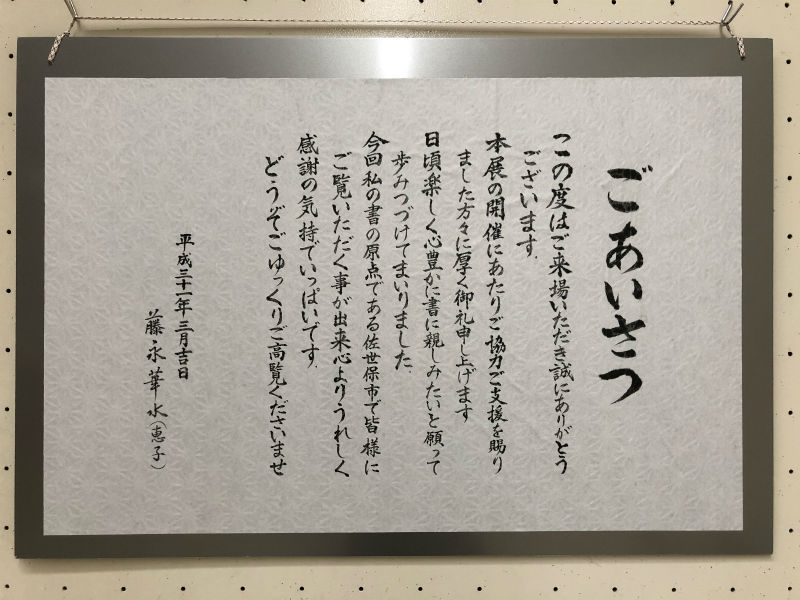 ごあいさつ
この度はご来場いただき誠にありがとう
ございます。
本展の開催にあたりご協力ご支援を賜り
ました方々に厚く御礼申し上げます
日頃楽しく心豊かに書に親しみたいと願って
歩みつづけてまいりました。
今回私の書の原点である佐世保市で皆様に
ご覧いただく事が出来心よりうれしく
感謝の気持でいっぱいです。
どうぞごゆっくりご高覧くださいませ
平成三十一年三月吉日
藤永華水(恵子)